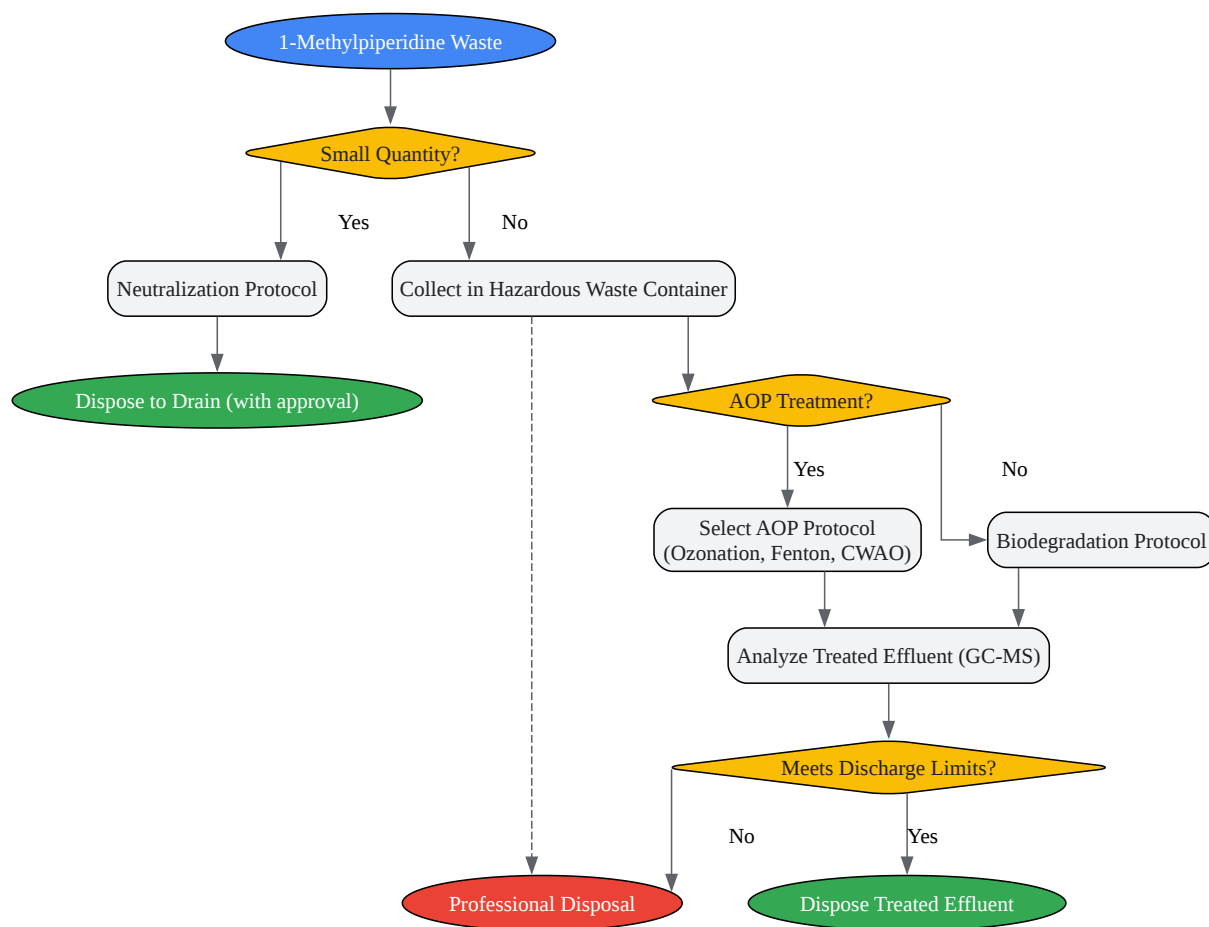 1-Methylpiperidine Waste
Small Quantity?
Yes
No
Neutralization Protocol
Collect in Hazardous Waste Container
Dispose to Drain (with approval)
AOP Treatment?
Yes
No
Select AOP Protocol
(Ozonation, Fenton, CWAO)
Biodegradation Protocol
Analyze Treated Effluent (GC-MS)
Meets Discharge Limits?
No
Yes
Professional Disposal
Dispose Treated Effluent